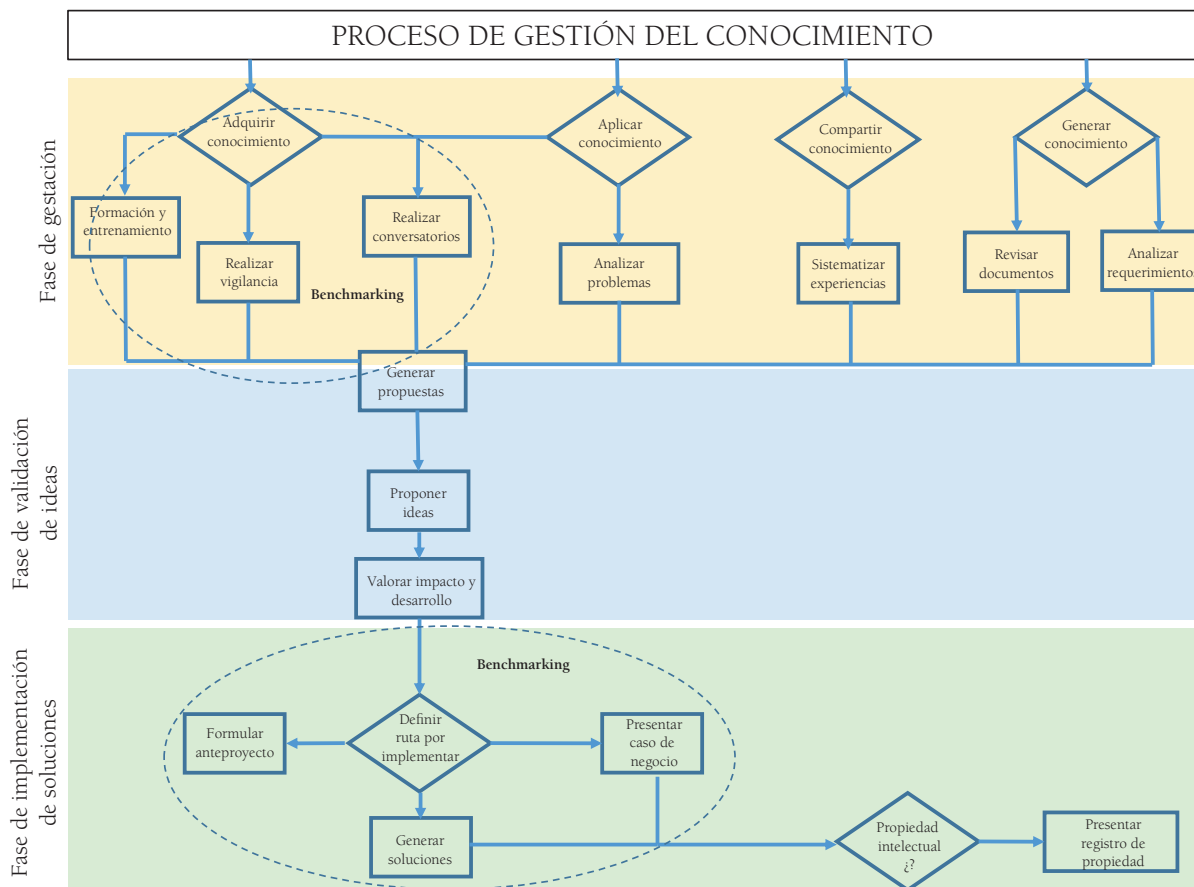 PROCESO DE GESTIÓN DEL CONOCIMIENTO
Fase de gestación
Adquirir
conocimiento
Aplicar
conocimiento
Compartir
conocimiento
Generar
conocimiento
Formación y
entrenamiento
Realizar
vigilancia
Realizar
conversatorios
Benchmarking
Analizar
problemas
Sistematizar
experiencias
Revisar
documentos
Analizar
requerimientos
Generar
propuestas
Fase de validación
de ideas
Proponer
ideas
Valorar impacto y
desarrollo
Fase de implementación
de soluciones
Benchmarking
Formular
anteproyecto
Definir
ruta por
implementar
Presentar
caso de
negocio
Generar
soluciones
Propiedad
intelectual
¿?
Presentar
registro de
propiedad